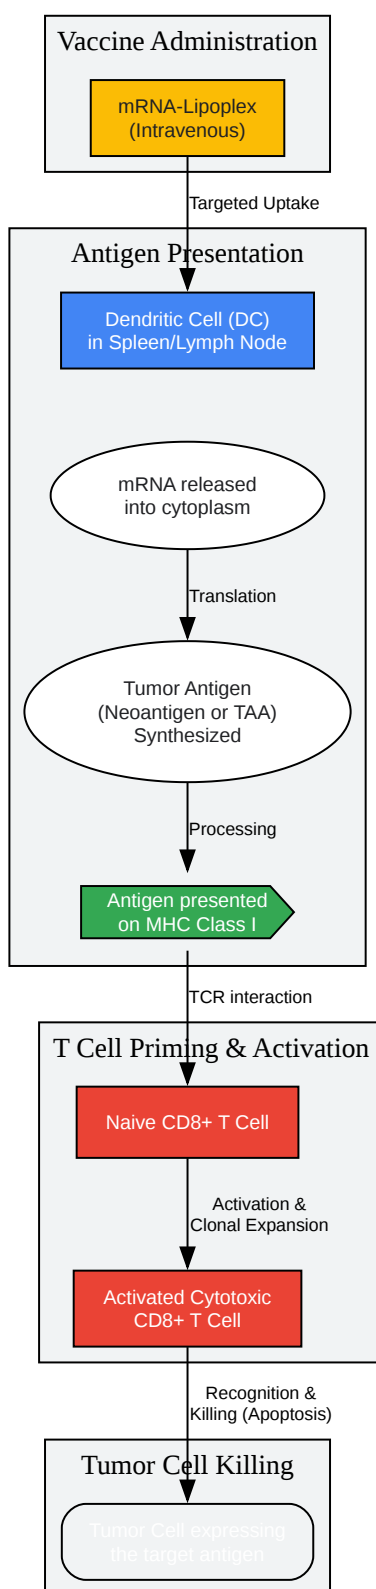 Vaccine Administration
mRNA-Lipoplex
(Intravenous)
Targeted Uptake
Antigen Presentation
Dendritic Cell (DC)
in Spleen/Lymph Node
mRNA released
into cytoplasm
Translation
Tumor Antigen
(Neoantigen or TAA)
Synthesized
Processing
Antigen presented
on MHC Class I
TCR interaction
T Cell Priming & Activation
Naive CD8+ T Cell
Activation &
Clonal Expansion
Activated Cytotoxic
CD8+ T Cell
Recognition &
Killing (Apoptosis)
Tumor Cell Killing
Tumor Cell expressing
the target antigen